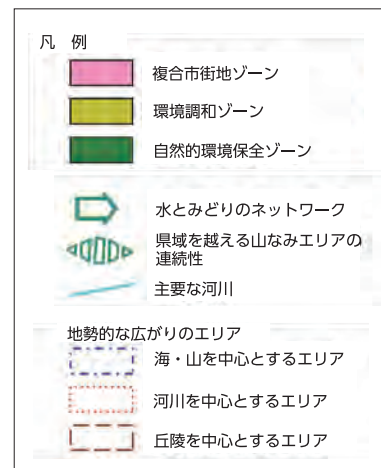 凡 例
複合市街地ゾーン
環境調和ゾーン
自然的環境保全ゾーン
水とみどりのネットワーク
県域を越える山なみエリアの
連続性
主要な河川
地勢的な広がりのエリア
海・山を中心とするエリア
河川を中心とするエリア
丘陵を中心とするエリア